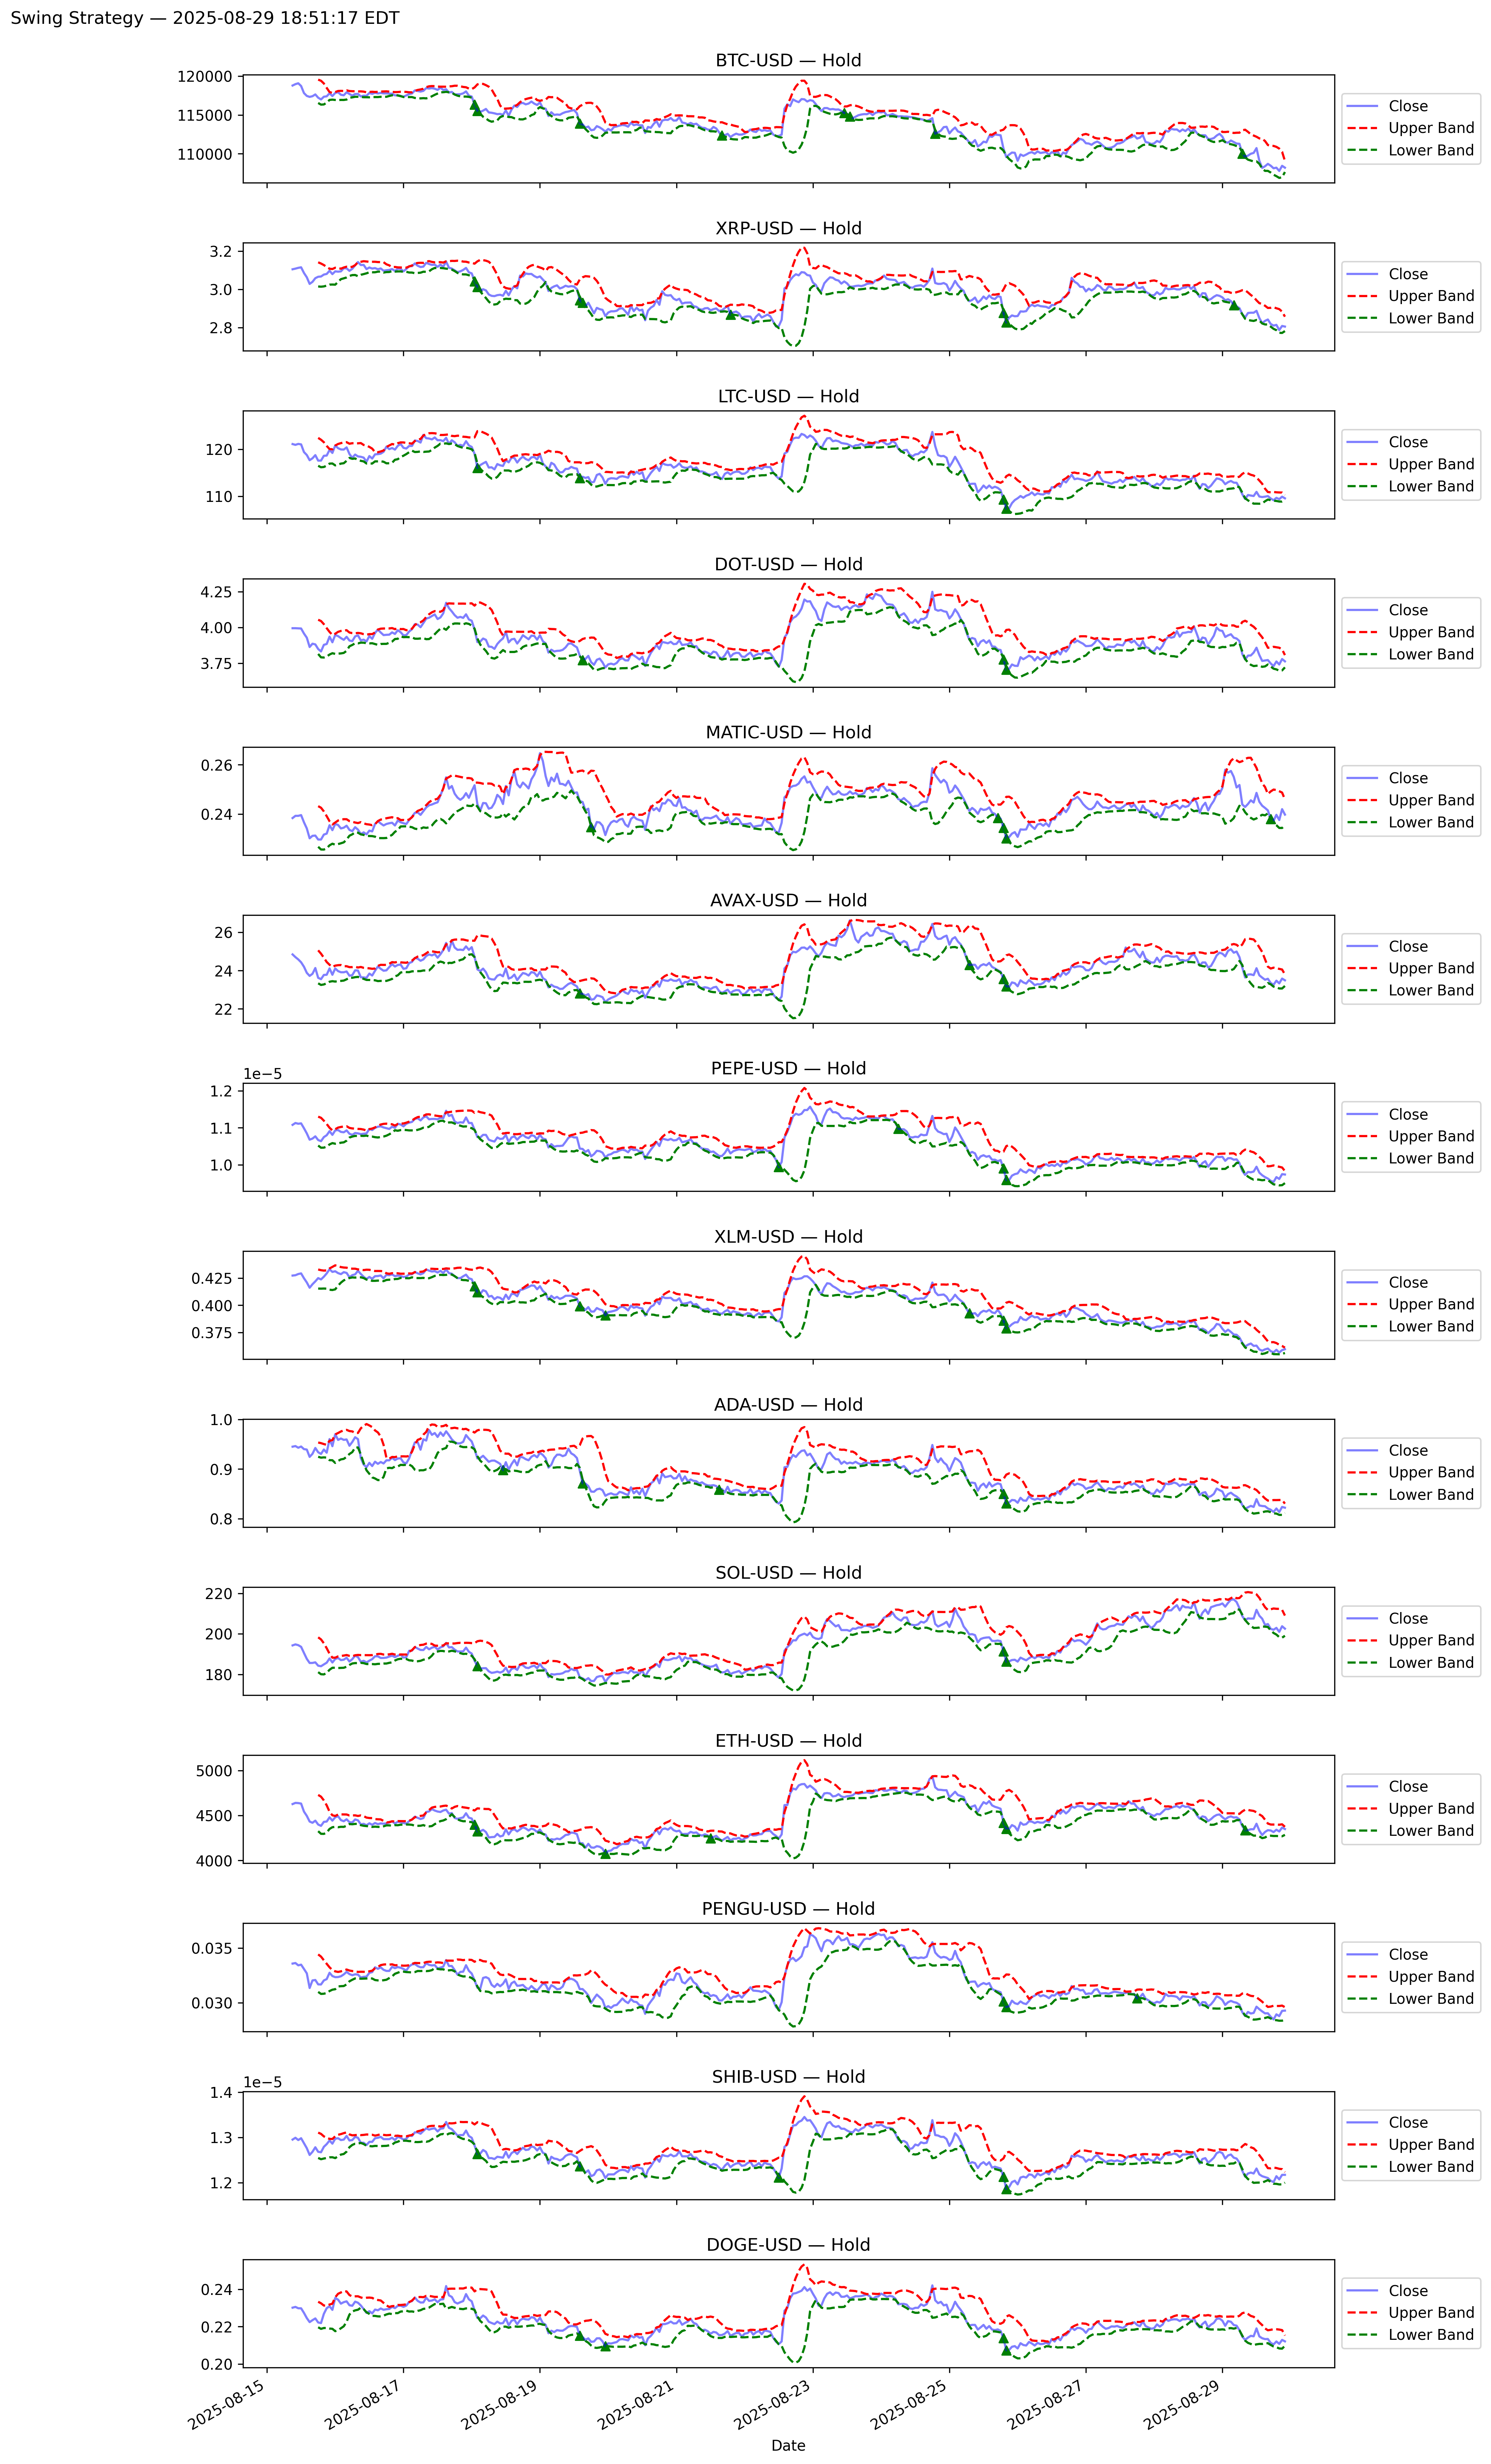 Swing Strategy — 2025-08-29 18:51:17 EDT
BTC-USD — Hold
120000
115000
110000
Close
Upper Band
Lower Band
XRP-USD — Hold
3.2
3.0
2.8
Close
Upper Band
Lower Band
LTC-USD — Hold
120
110
Close
Upper Band
Lower Band
DOT-USD — Hold
4.25
4.00
3.75
Close
Upper Band
Lower Band
MATIC-USD — Hold
0.26
0.24
Close
Upper Band
Lower Band
AVAX-USD — Hold
26
24
22
Close
Upper Band
Lower Band
PEPE-USD — Hold
1e−5
1.2
1.1
1.0
Close
Upper Band
Lower Band
XLM-USD — Hold
0.425
0.400
0.375
Close
Upper Band
Lower Band
ADA-USD — Hold
1.0
0.9
0.8
Close
Upper Band
Lower Band
SOL-USD — Hold
220
200
180
Close
Upper Band
Lower Band
ETH-USD — Hold
5000
4500
4000
Close
Upper Band
Lower Band
PENGU-USD — Hold
0.035
0.030
Close
Upper Band
Lower Band
SHIB-USD — Hold
1e−5
1.4
1.3
1.2
Close
Upper Band
Lower Band
DOGE-USD — Hold
0.24
0.22
0.20
Close
Upper Band
Lower Band
2025-08-15
2025-08-17
2025-08-19
2025-08-21
2025-08-23
2025-08-25
2025-08-27
2025-08-29
Date